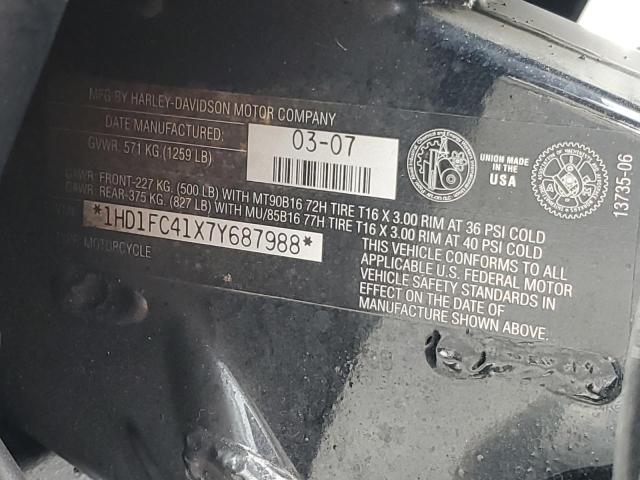 MFG BY HARLEY-DAVIDSON MOTOR COMPANY
DATE MANUFACTURED: 03-07
GVWR. 571 KG. (1259 LB)
UNION MADE
IN THE
USA
13735-06
GAWR: FRONT-227 KG. (500 LB) WITH MT90B16 72H TIRE T16 X 3.00 RIM AT 36 PSI COLD
GAWR: REAR-375 KG. (827 LB) WITH MU/85B16 77H TIRE T16 X 3.00 RIM AT 40 PSI COLD
VIN: *1HD1FC41X7Y687988*
TYPE: MOTORCYCLE
THIS VEHICLE CONFORMS TO ALL
APPLICABLE U.S. FEDERAL MOTOR
VEHICLE SAFETY STANDARDS IN
EFFECT ON THE DATE OF
MANUFACTURE SHOWN ABOVE.